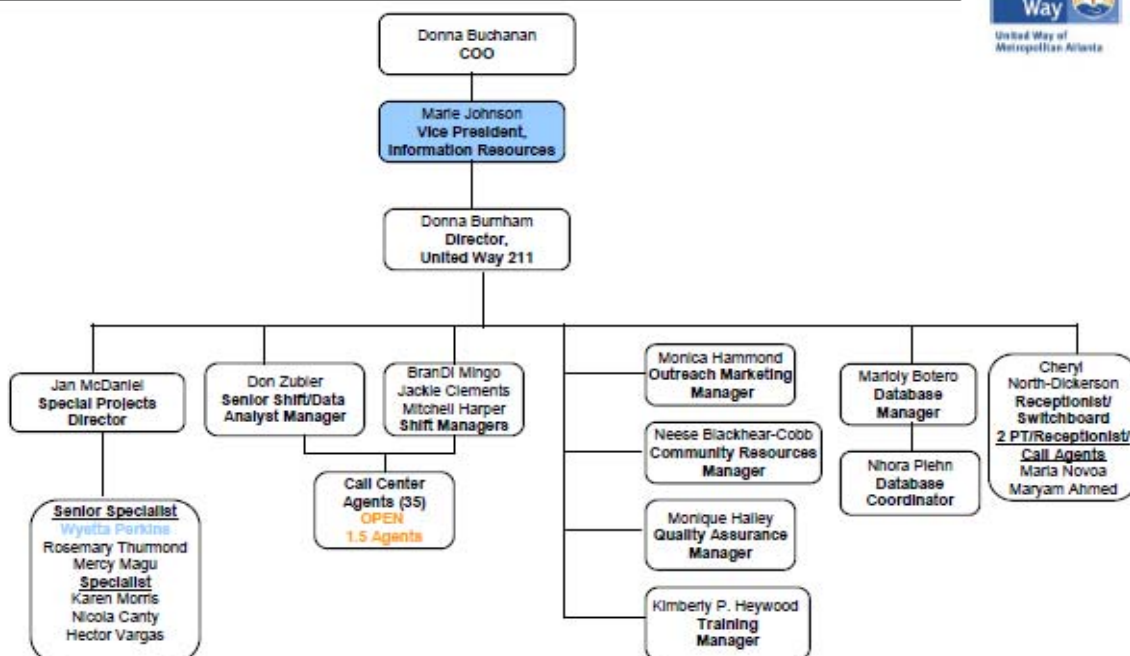 Way
United Way of
Metropolitan Atlanta
Donna Buchanan
COO
Marie Johnson
Vice President,
Information Resources
Donna Burnham
Director,
United Way 211
Jan McDaniel
Special Projects
Director
Don Zubler
Senior Shift/Data
Analyst Manager
BranDi Mingo
Jackie Clements
Mitchell Harper
Shift Managers
Monica Hammond
Outreach Marketing
Manager
Marioly Botero
Database
Manager
Cheryl
North-Dickerson
Receptionist/
Switchboard
2 PT/Receptionist/
Call Agents
Maria Novoa
Maryam Ahmed
Neese Blackhear-Cobb
Community Resources
Manager
Nhora Plehn
Database
Coordinator
Call Center
Agents (35)
OPEN
1.5 Agents
Senior Specialist
Wyetta Perkins
Rosemary Thurmond
Mercy Magu
Specialist
Karen Morris
Nicola Canty
Hector Vargas
Monique Hailey
Quality Assurance
Manager
Kimberly P. Heywood
Training
Manager